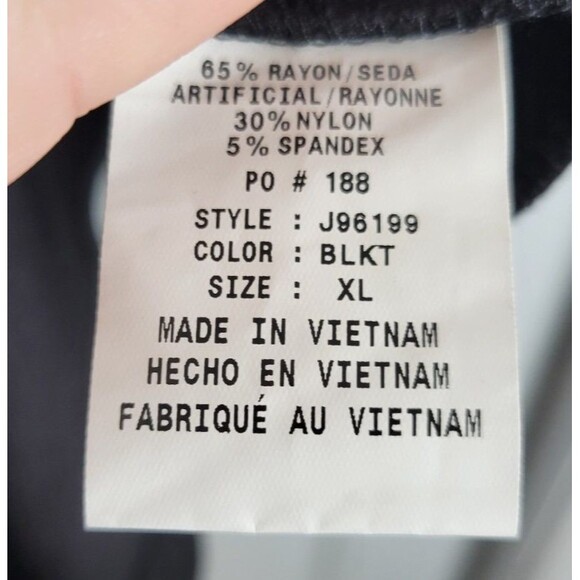 65% RAYON/SEDA
ARTIFICIAL/RAYONNE
30% NYLON
5% SPANDEX
PO # 188
STYLE : J96199
COLOR : BLKT
SIZE : XL
MADE IN VIETNAM
HECHO EN VIETNAM
FABRIQUÉ AU VIETNAM